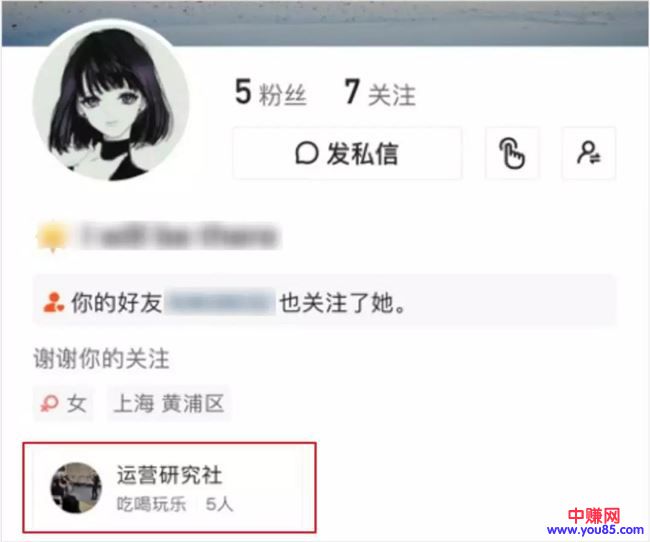 5 粉丝 7 关注
发私信
你的好友 也关注了她。
谢谢你的关注
女 上海 黄浦区
运营研究社
吃喝玩乐 5人
中赚网
www.you85.com